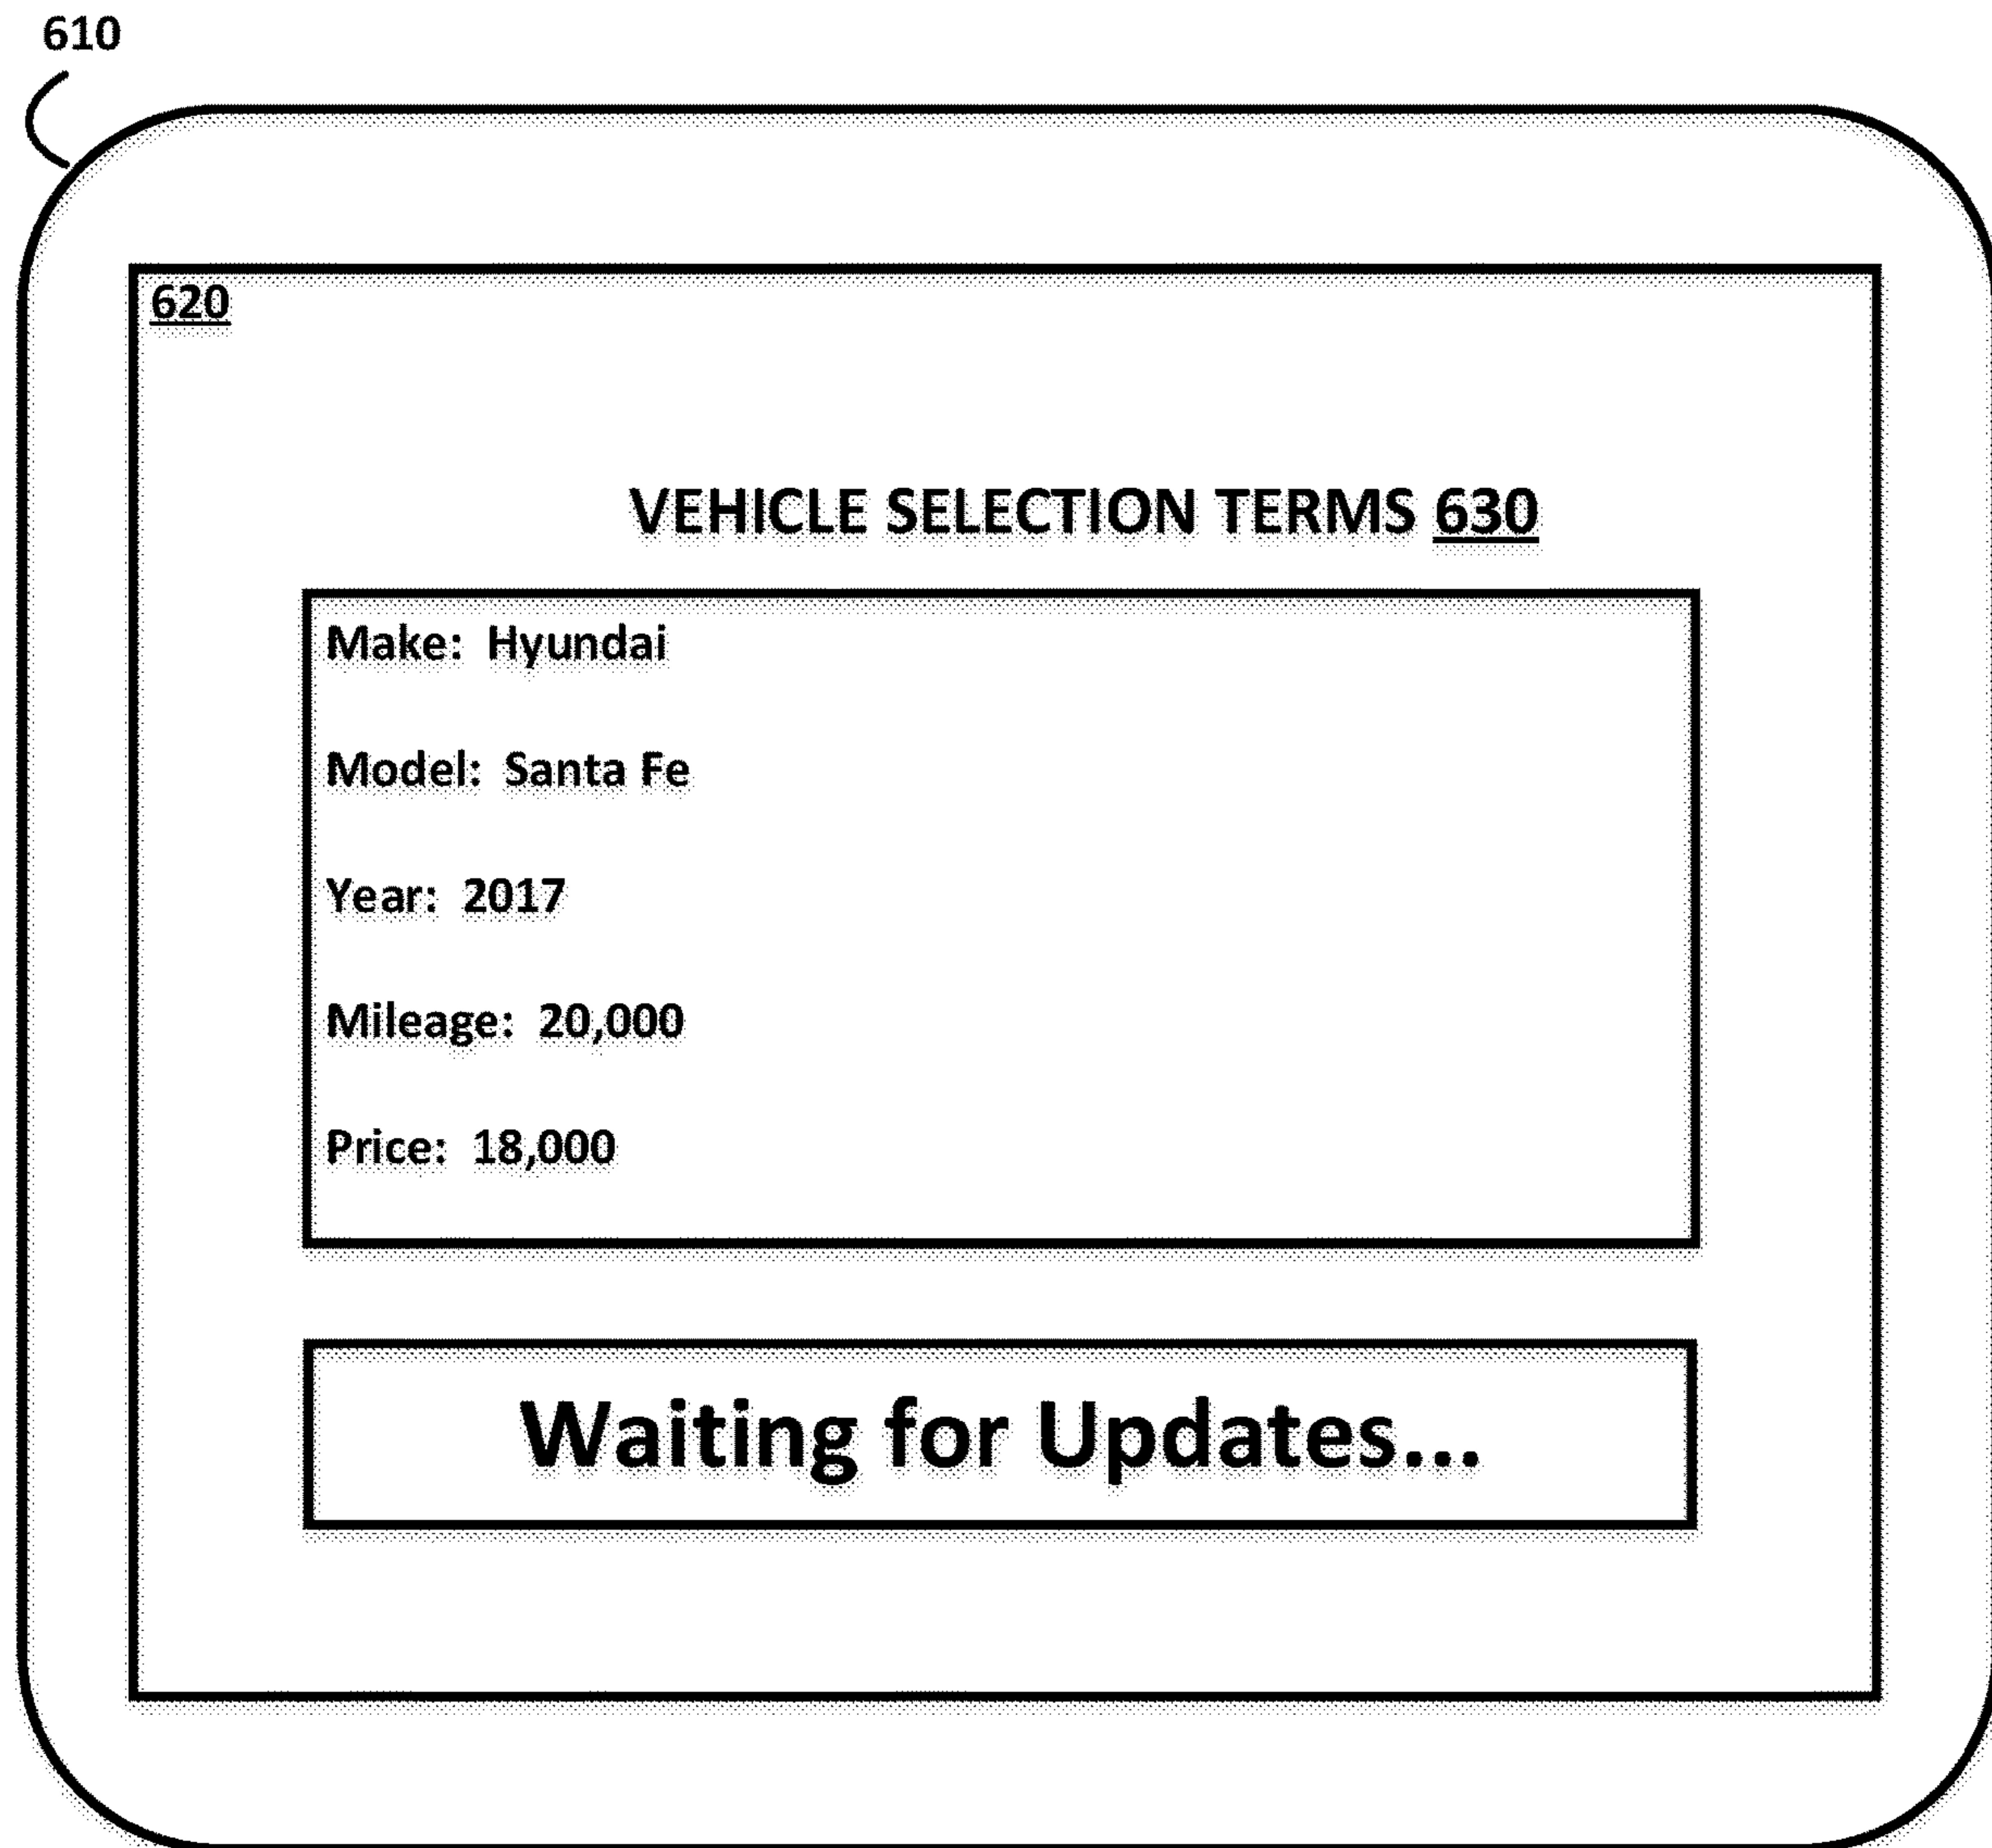 610
620
VEHICLE SELECTION TERMS 630
Make: Hyundai
Model: Santa Fe
Year: 2017
Mileage: 20,000
Price: 18,000
Waiting for Updates...